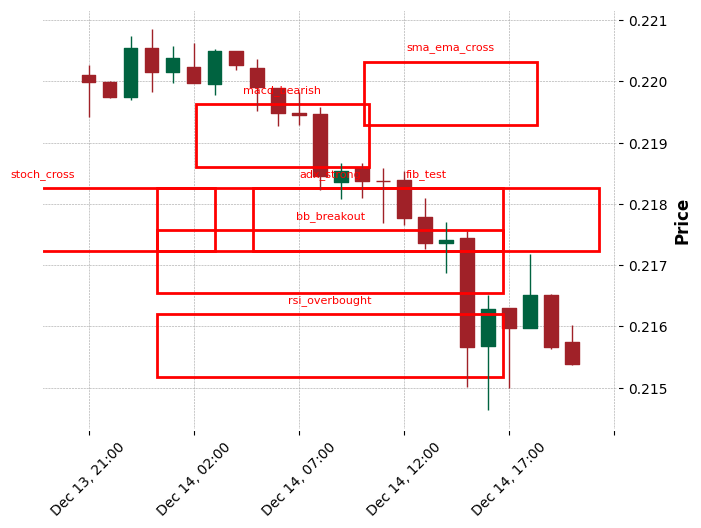 0.221
sma_ema_cross
0.220
macd_bearish
0.219
stoch_cross
adx_strong
fib_test
0.218
bb_breakout
0.217
rsi_overbought
0.216
0.215
Price
Dec 13, 21:00
Dec 14, 02:00
Dec 14, 07:00
Dec 14, 12:00
Dec 14, 17:00